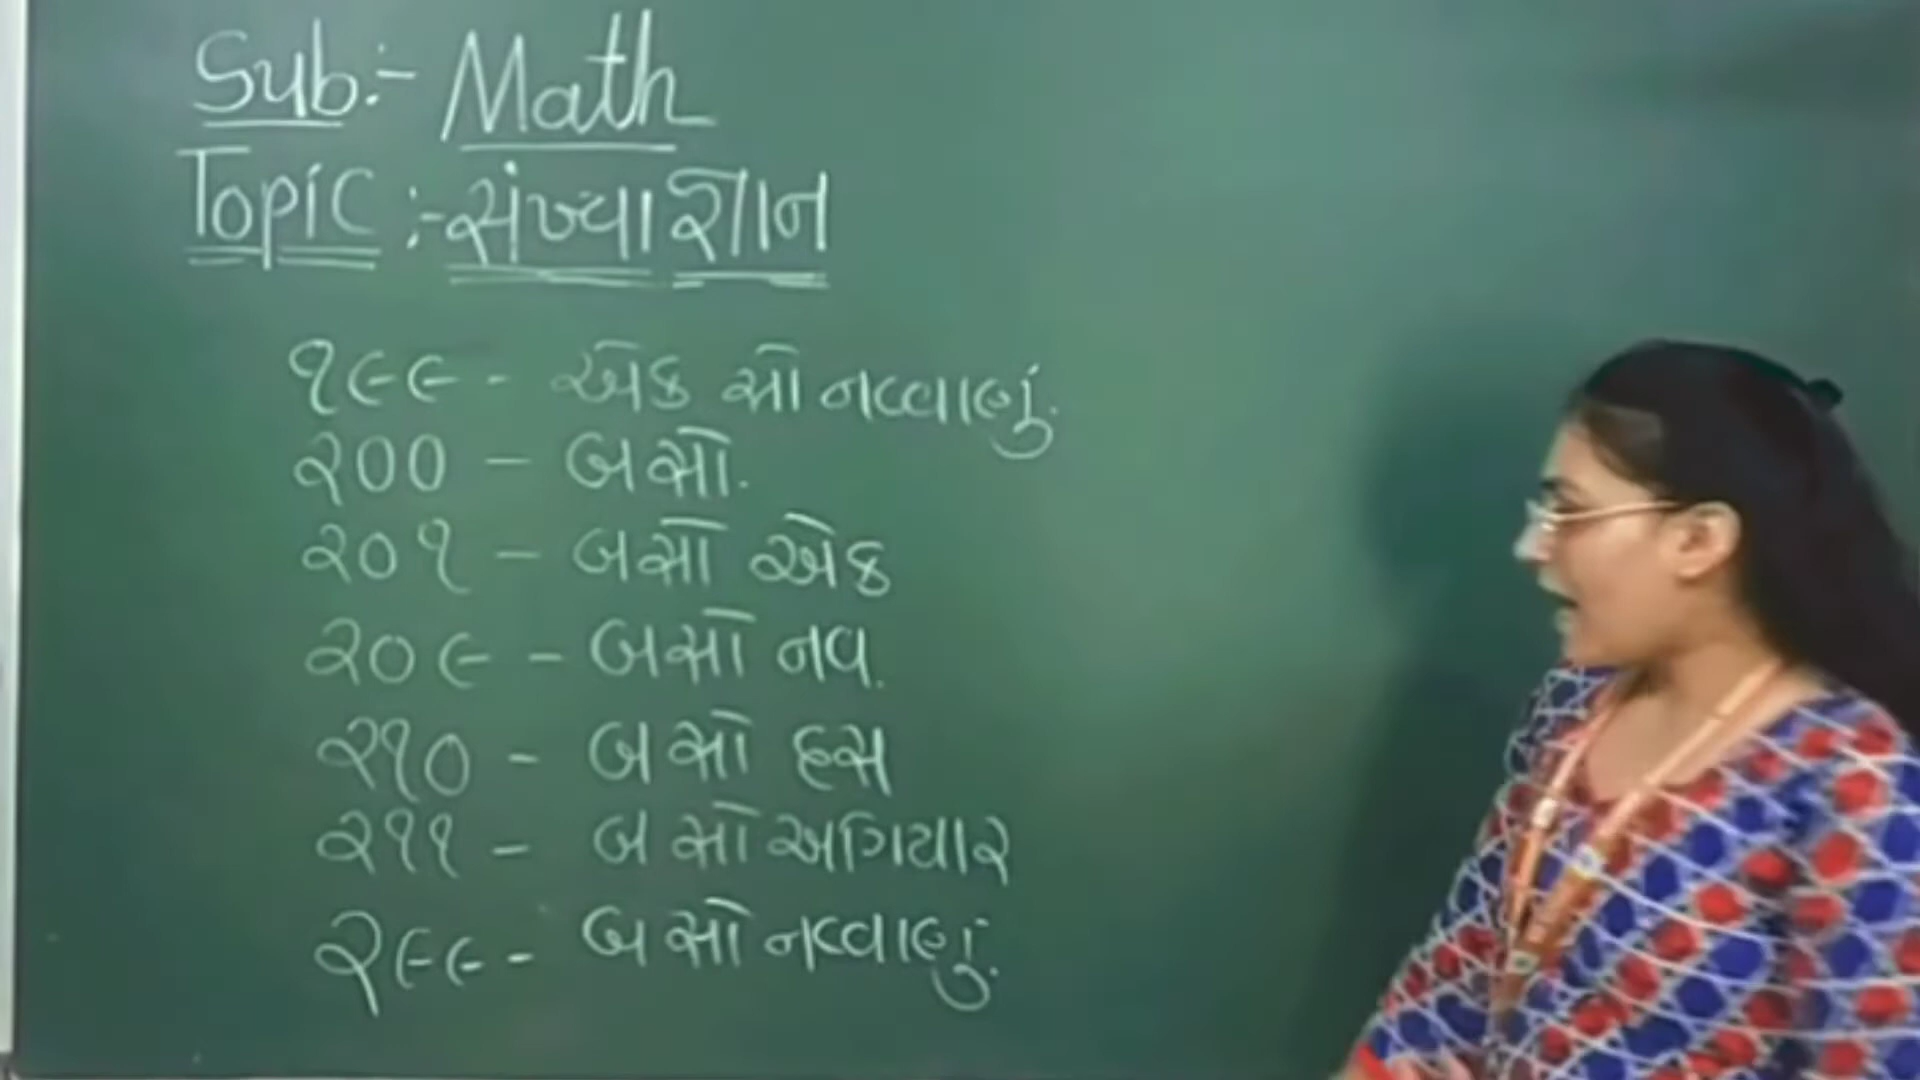 Sub:- Math
Topic:- સંખ્યાજ્ઞાન
૧૯૯ - એક સો નવ્વાણું.
૨૦૦ - બસો.
૨૦૧ - બસો એક
૨૦૯ - બસો નવ.
૨૧૦ - બસો દસ
૨૧૧ - બસો અગિયાર
૨૯૯ - બસો નવ્વાણું.